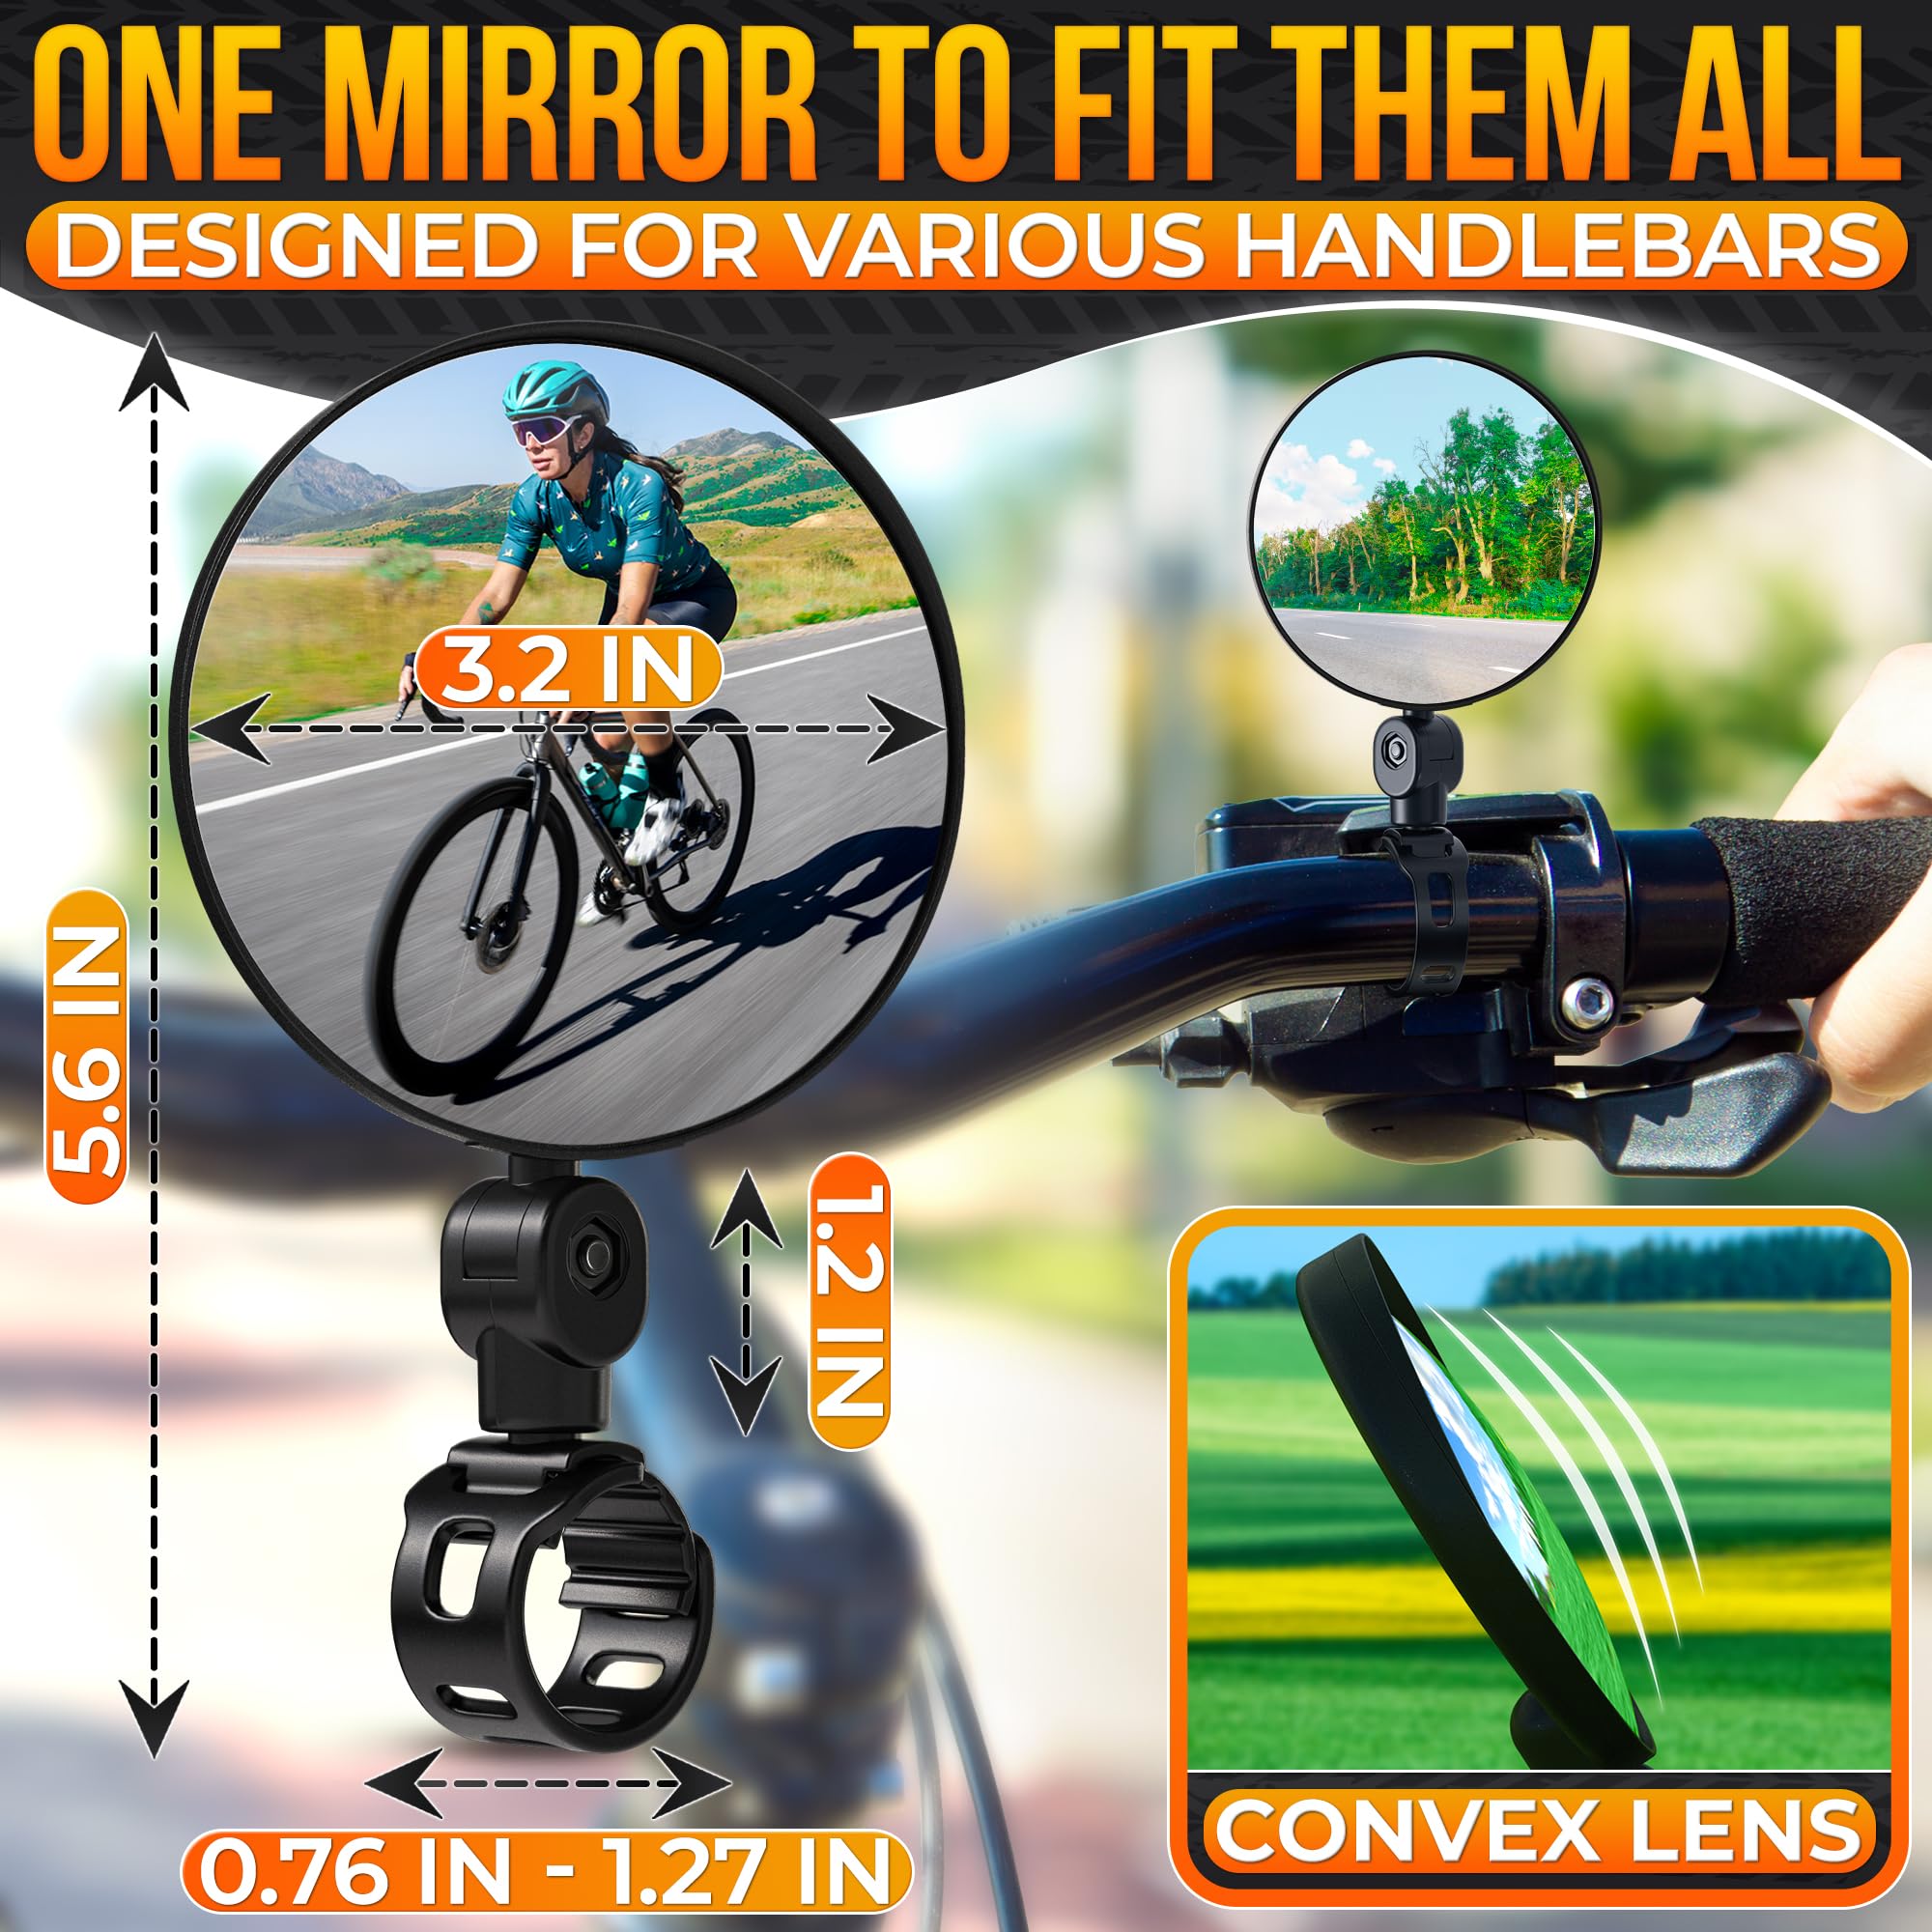 ONE MIRROR TO FIT THEM ALL
DESIGNED FOR VARIOUS HANDLEBARS
3.2 IN
5.6 IN
1.2 IN
0.76 IN - 1.27 IN
CONVEX LENS